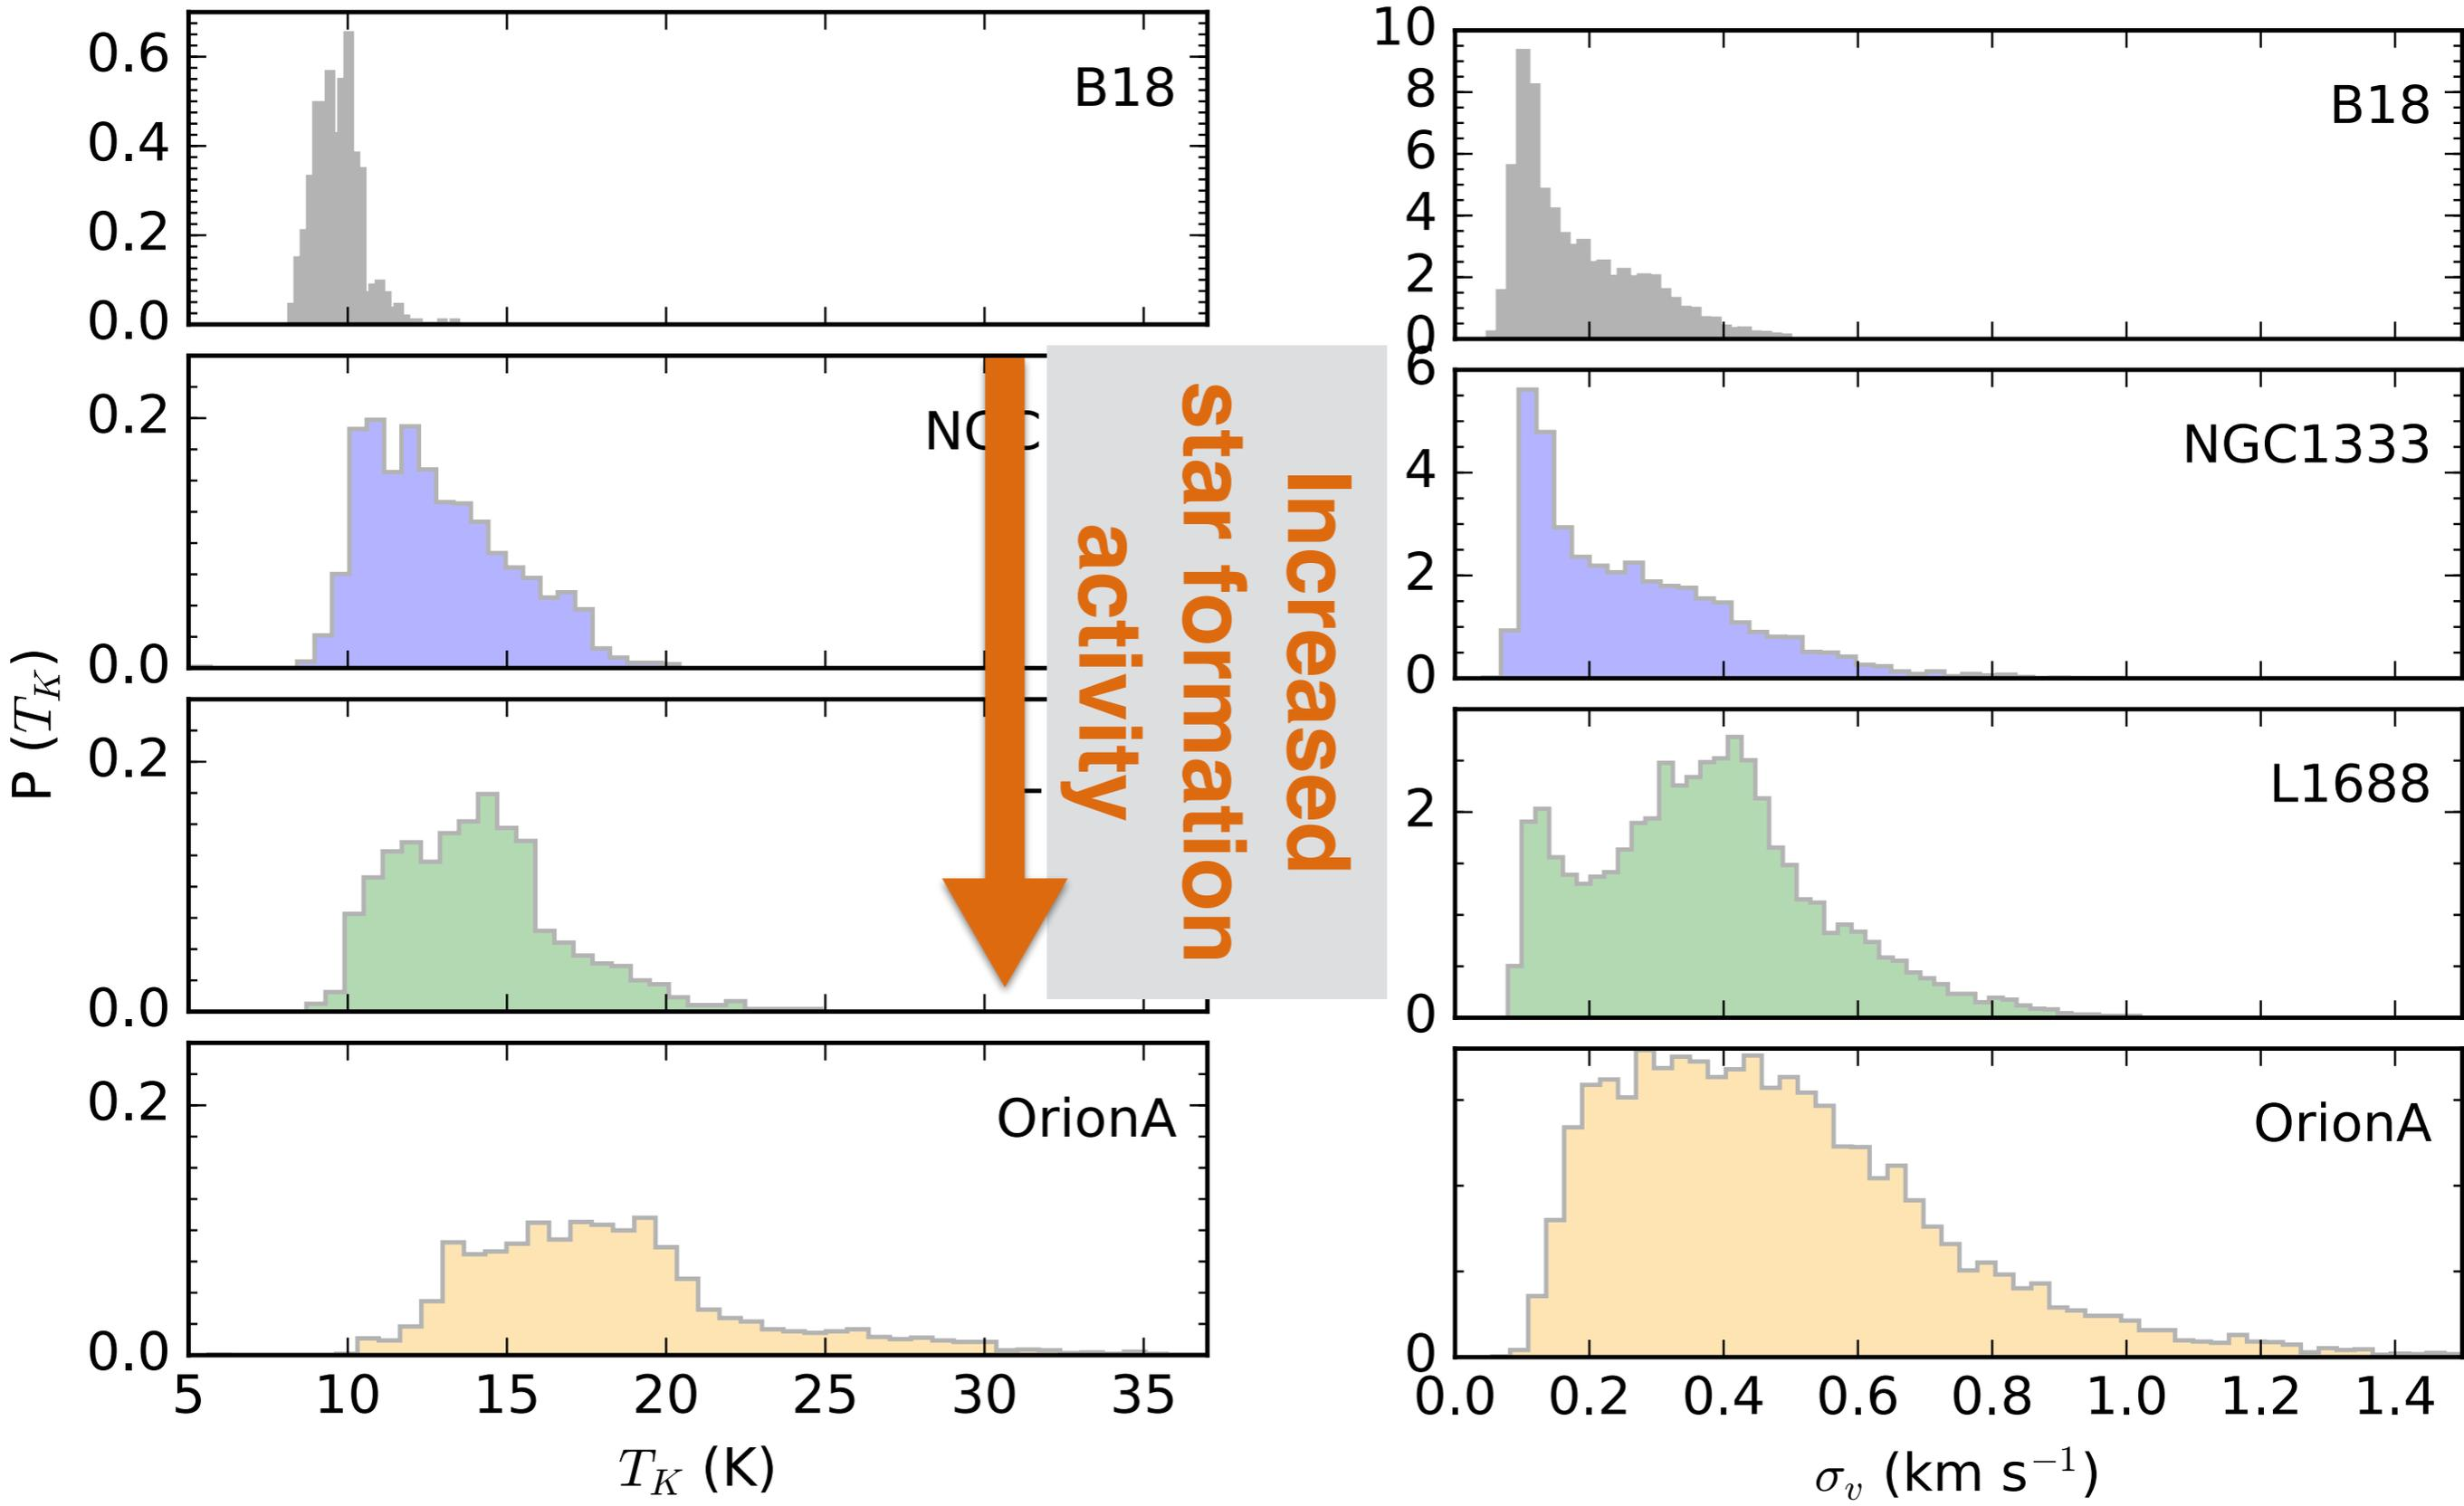 0.6
0.4
0.2
0.0
B18
0.2
0.0
0.2
0.0
0.2
0.0
OrionA
P (T_K)
5 10 15 20 25 30 35
T_K (K)
Increased
star formation
activity
10
8
6
4
2
0
B18
6
4
2
0
NGC1333
2
0
L1688
0
OrionA
0.0 0.2 0.4 0.6 0.8 1.0 1.2 1.4
σ_v (km s⁻¹)